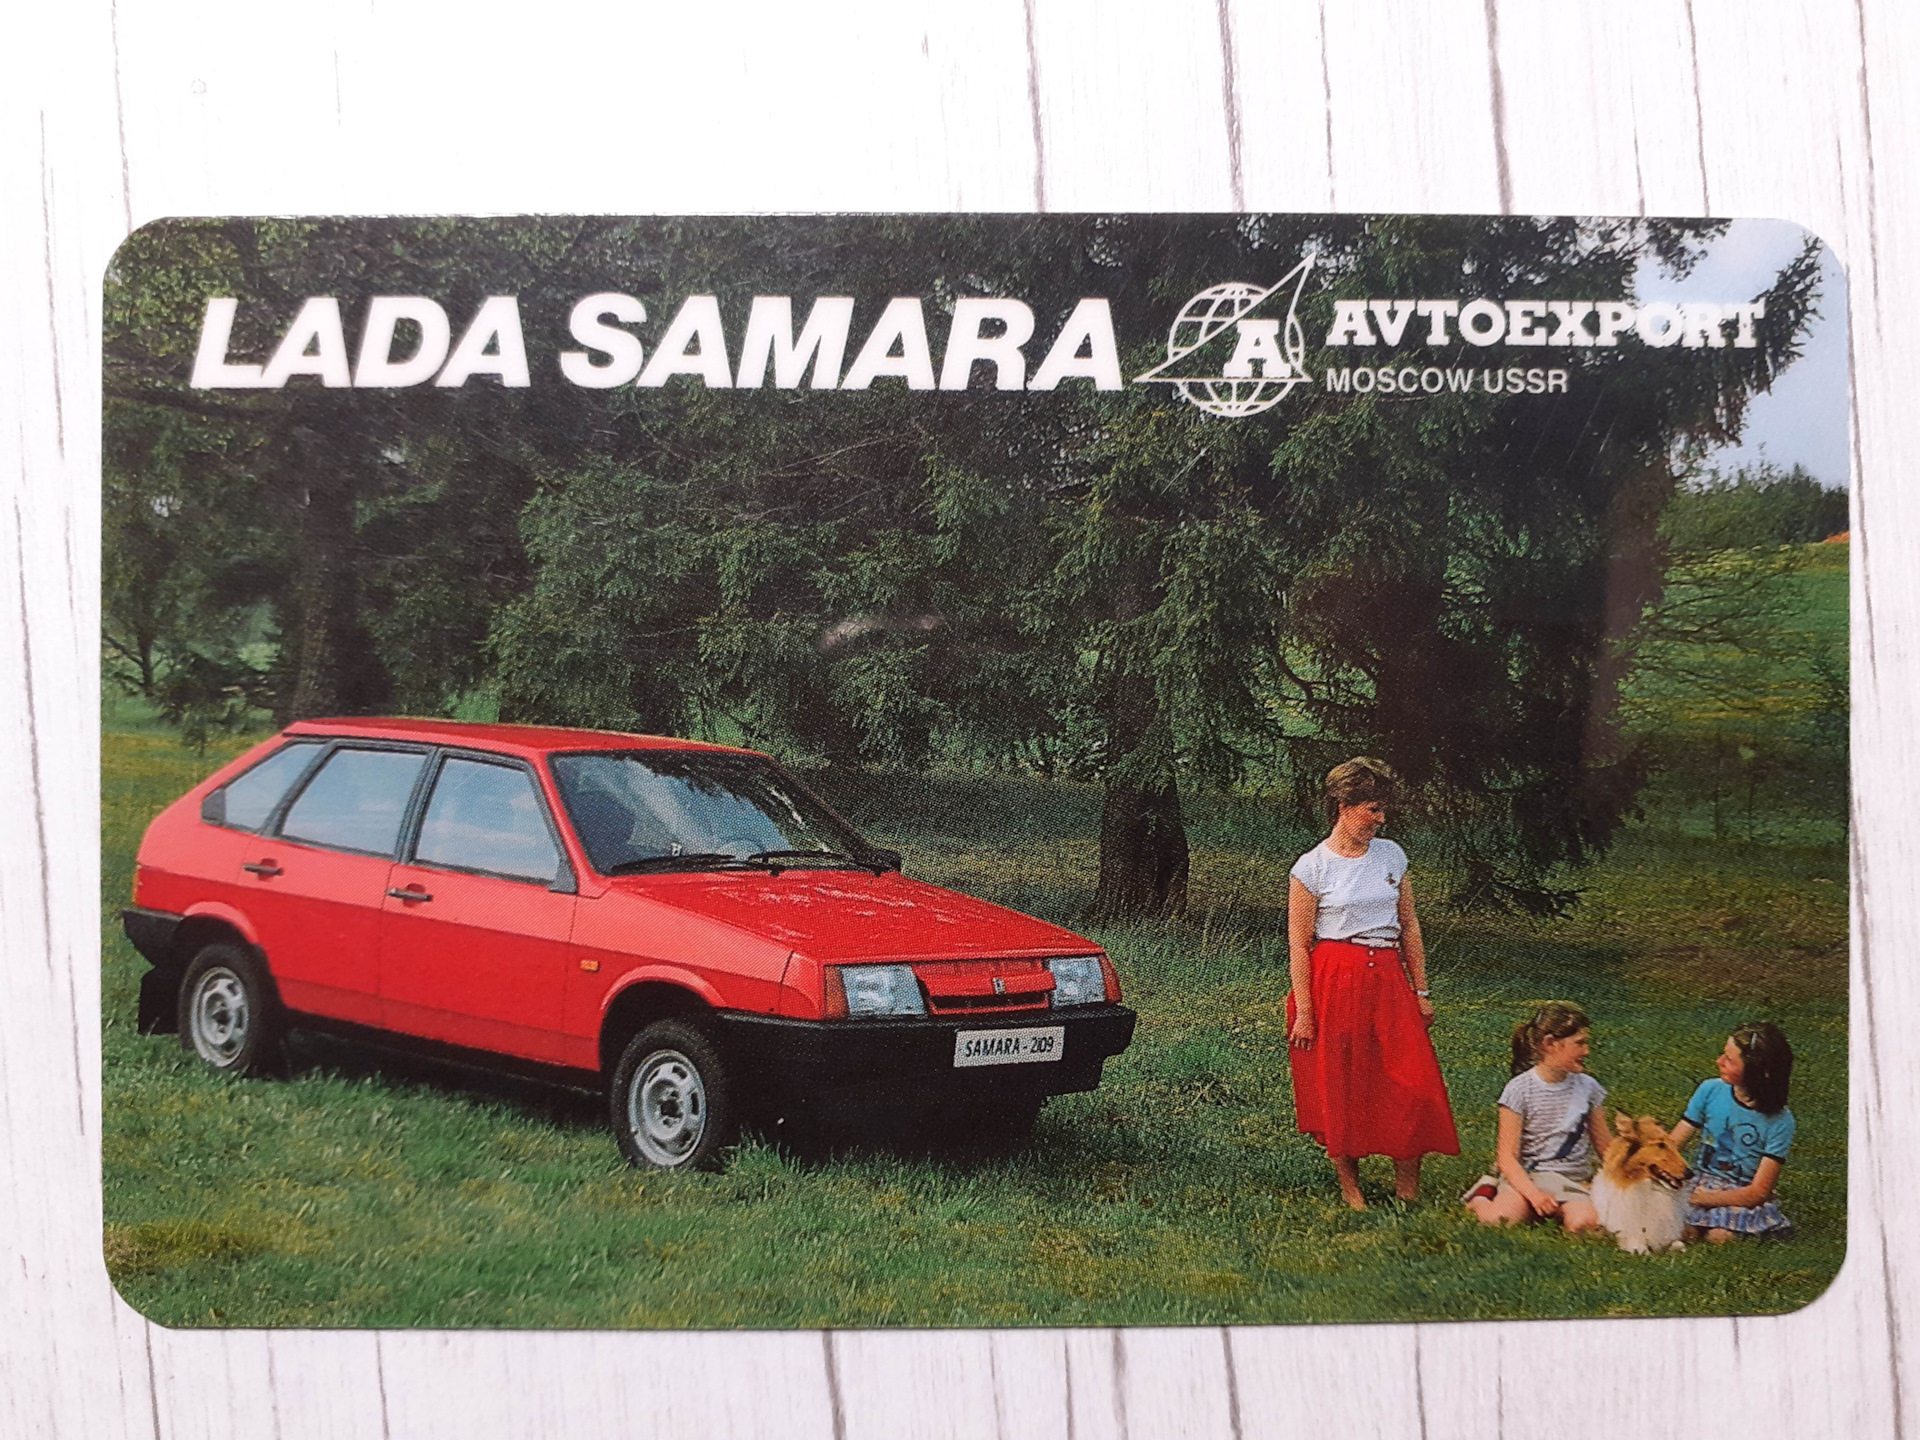 LADA SAMARA
A
AVTOEXPORT
MOSCOW USSR
SAMARA-2109